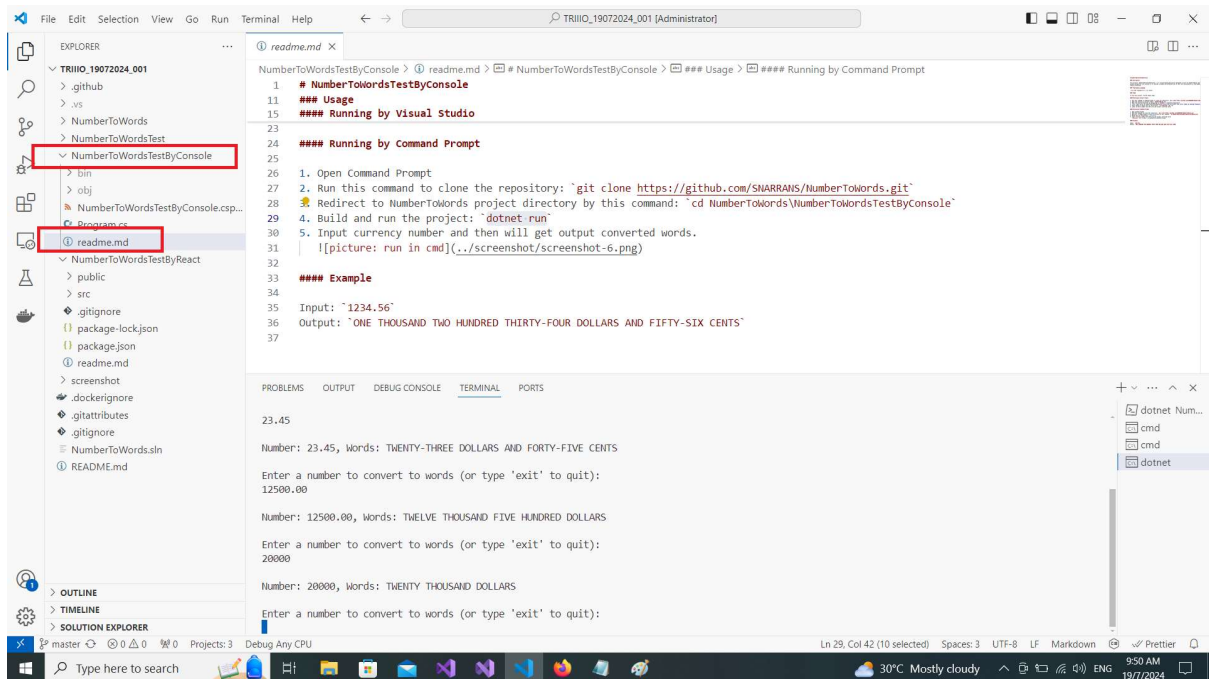 File Edit Selection View Go Run Terminal Help
TRIIIO_19072024_001 [Administrator]
EXPLORER
readme.md
TRIIIO_19072024_001
.github
.vs
NumberToWords
NumberToWordsTest
NumberToWordsTestByConsole
bin
obj
NumberToWordsTestByConsole.csp...
Program.cs
readme.md
NumberToWordsTestByReact
public
src
.gitignore
package-lock.json
package.json
readme.md
screenshot
.dockerignore
.gitattributes
.gitignore
NumberToWords.sln
README.md
OUTLINE
TIMELINE
SOLUTION EXPLORER
NumberToWordsTestByConsole > readme.md > # NumberToWordsTestByConsole > ### Usage > #### Running by Command Prompt
1 # NumberToWordsTestByConsole
11 ### Usage
15 #### Running by Visual Studio
23
24 #### Running by Command Prompt
25
26 1. Open Command Prompt
27 2. Run this command to clone the repository: `git clone https://github.com/SNARRANS/NumberToWords.git`
28 3. Redirect to NumberToWords project directory by this command: `cd NumberToWords\NumberToWordsTestByConsole`
29 4. Build and run the project: `dotnet run`
30 5. Input currency number and then will get output converted words.
31 ![picture: run in cmd](../screenshot/screenshot-6.png)
32
33 #### Example
34
35 Input: `1234.56`
36 Output: `ONE THOUSAND TWO HUNDRED THIRTY-FOUR DOLLARS AND FIFTY-SIX CENTS`
37
PROBLEMS OUTPUT DEBUG CONSOLE TERMINAL PORTS
23.45
Number: 23.45, Words: TWENTY-THREE DOLLARS AND FORTY-FIVE CENTS
Enter a number to convert to words (or type 'exit' to quit):
12500.00
Number: 12500.00, Words: TWELVE THOUSAND FIVE HUNDRED DOLLARS
Enter a number to convert to words (or type 'exit' to quit):
20000
Number: 20000, Words: TWENTY THOUSAND DOLLARS
Enter a number to convert to words (or type 'exit' to quit):
dotnet Num...
cmd
cmd
dotnet
1
master 0 0 0 Projects: 3 Debug Any CPU Ln 29, Col 42 (10 selected) Spaces: 3 UTF-8 LF Markdown Prettier
Type here to search 30°C Mostly cloudy ENG 9:50 AM
19/7/2024